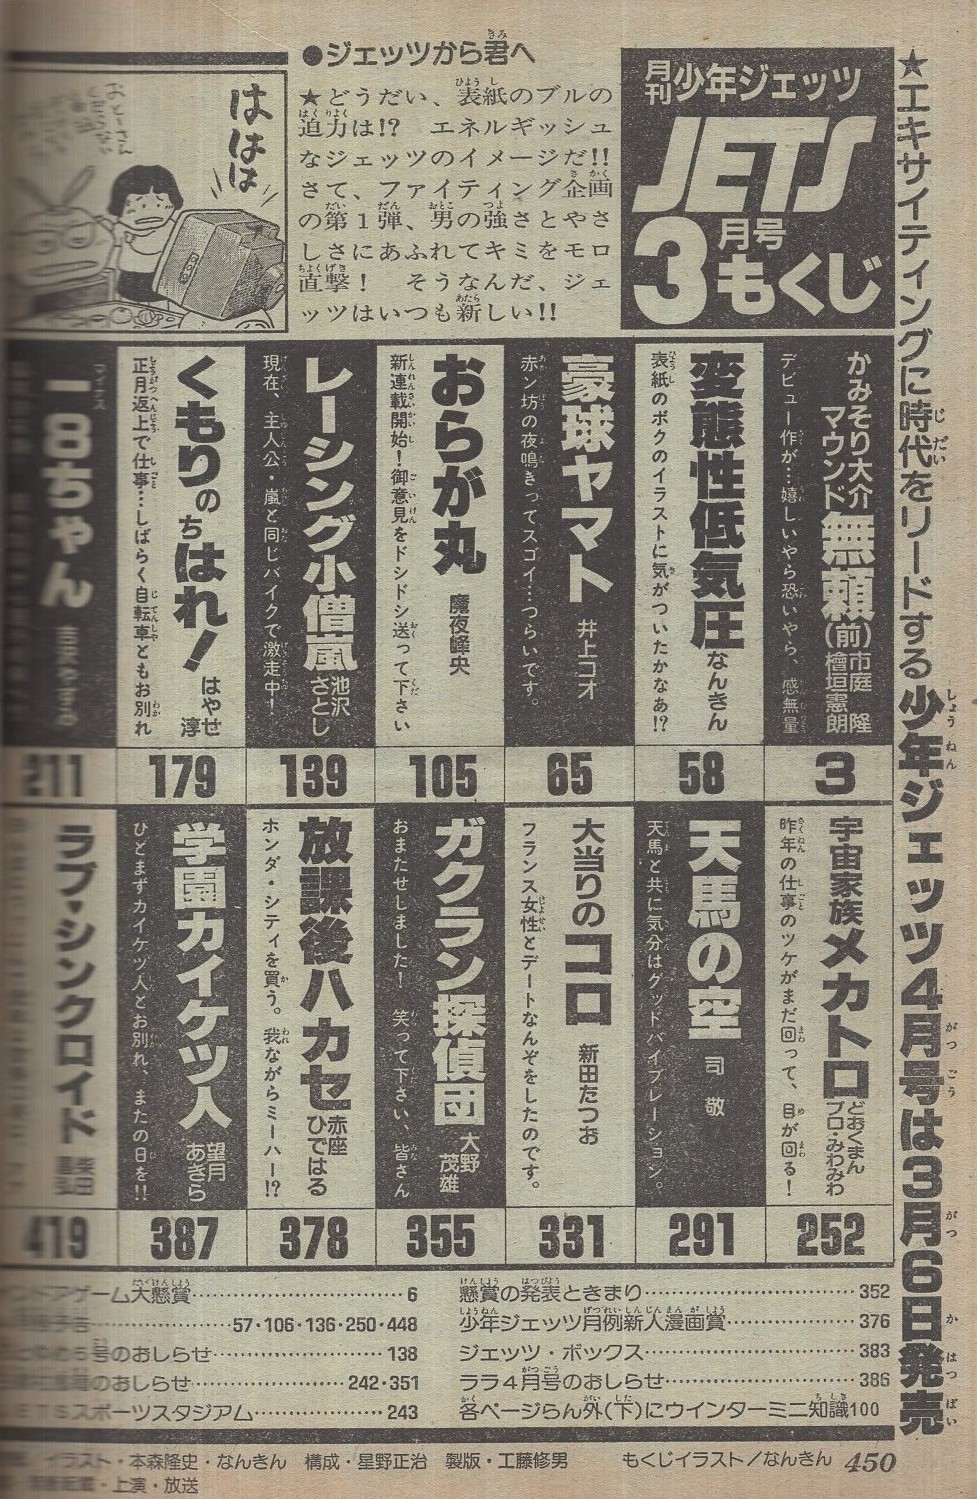 ★エキサイティングに時代をリードする少年ジェッツ4月号は3月6日発売
月刊少年ジェッツ
JETS
3月号もくじ
●ジェッツから君へ
★どうだい、表紙のブルの
迫力は!? エネルギッシュ
なジェッツのイメージだ!!
さて、ファイティング企画
の第1弾、男の強さとやさ
しさにあふれてキミをモロ
直撃! そうなんだ、ジェ
ッツはいつも新しい!!
ははは
かみそり大介
マウンド無頼(前)市庭 隆 檜垣憲朗
デビュー作が…嬉しいやら恐いやら、感無量
3
変態性低気圧 なんきん
表紙のボクのイラストに気がついたかなぁ!?
58
豪球ヤマト 井上コオ
赤ン坊の夜鳴きってスゴイ…つらいです。
65
おらが丸 魔夜峰央
新連載開始!御意見をドシドシ送って下さい
105
レーシング小僧嵐 池沢さとし
現在、主人公・嵐と同じバイクで激走中!
139
くもりのちはれ! はやせ淳
正月返上で仕事…しばらく自転車ともお別れ
179
一8ちゃん
マイナス
211
宇宙家族メカトロ どおくまんプロ・みわみわ
昨年の仕事のツケがまだ回って、目が回る!
252
天馬の空 司 敬
天馬と共に気分はグッドバイブレーション。
291
大当りのコロ 新田たつお
フランス女性とデートなんぞをしたのです。
331
ガクラン探偵団 大野茂雄
おまたせしました! 笑って下さい、皆さん
355
放課後ハカセ 赤座ひではる
ホンダ・シティを買う。我ながらミーハー!?
378
学園カイケツ人 望月あきら
ひとまずカイケツ人とお別れ、またの日を!!
387
ラブ・シンクロイド 柴田昌弘
419
ゲーム大懸賞……6
予告……57・106・136・250・448
号のおしらせ……138
のおしらせ……242・351
スポーツスタジアム……243
懸賞の発表ときまり……352
少年ジェッツ月例新人漫画賞……376
ジェッツ・ボックス……383
ララ4月号のおしらせ……386
各ページらん外(下)にウインターミニ知識100
イラスト・本森隆史・なんきん 構成・星野正治 製版・工藤修男 もくじイラスト/なんきん 450
・上演・放送